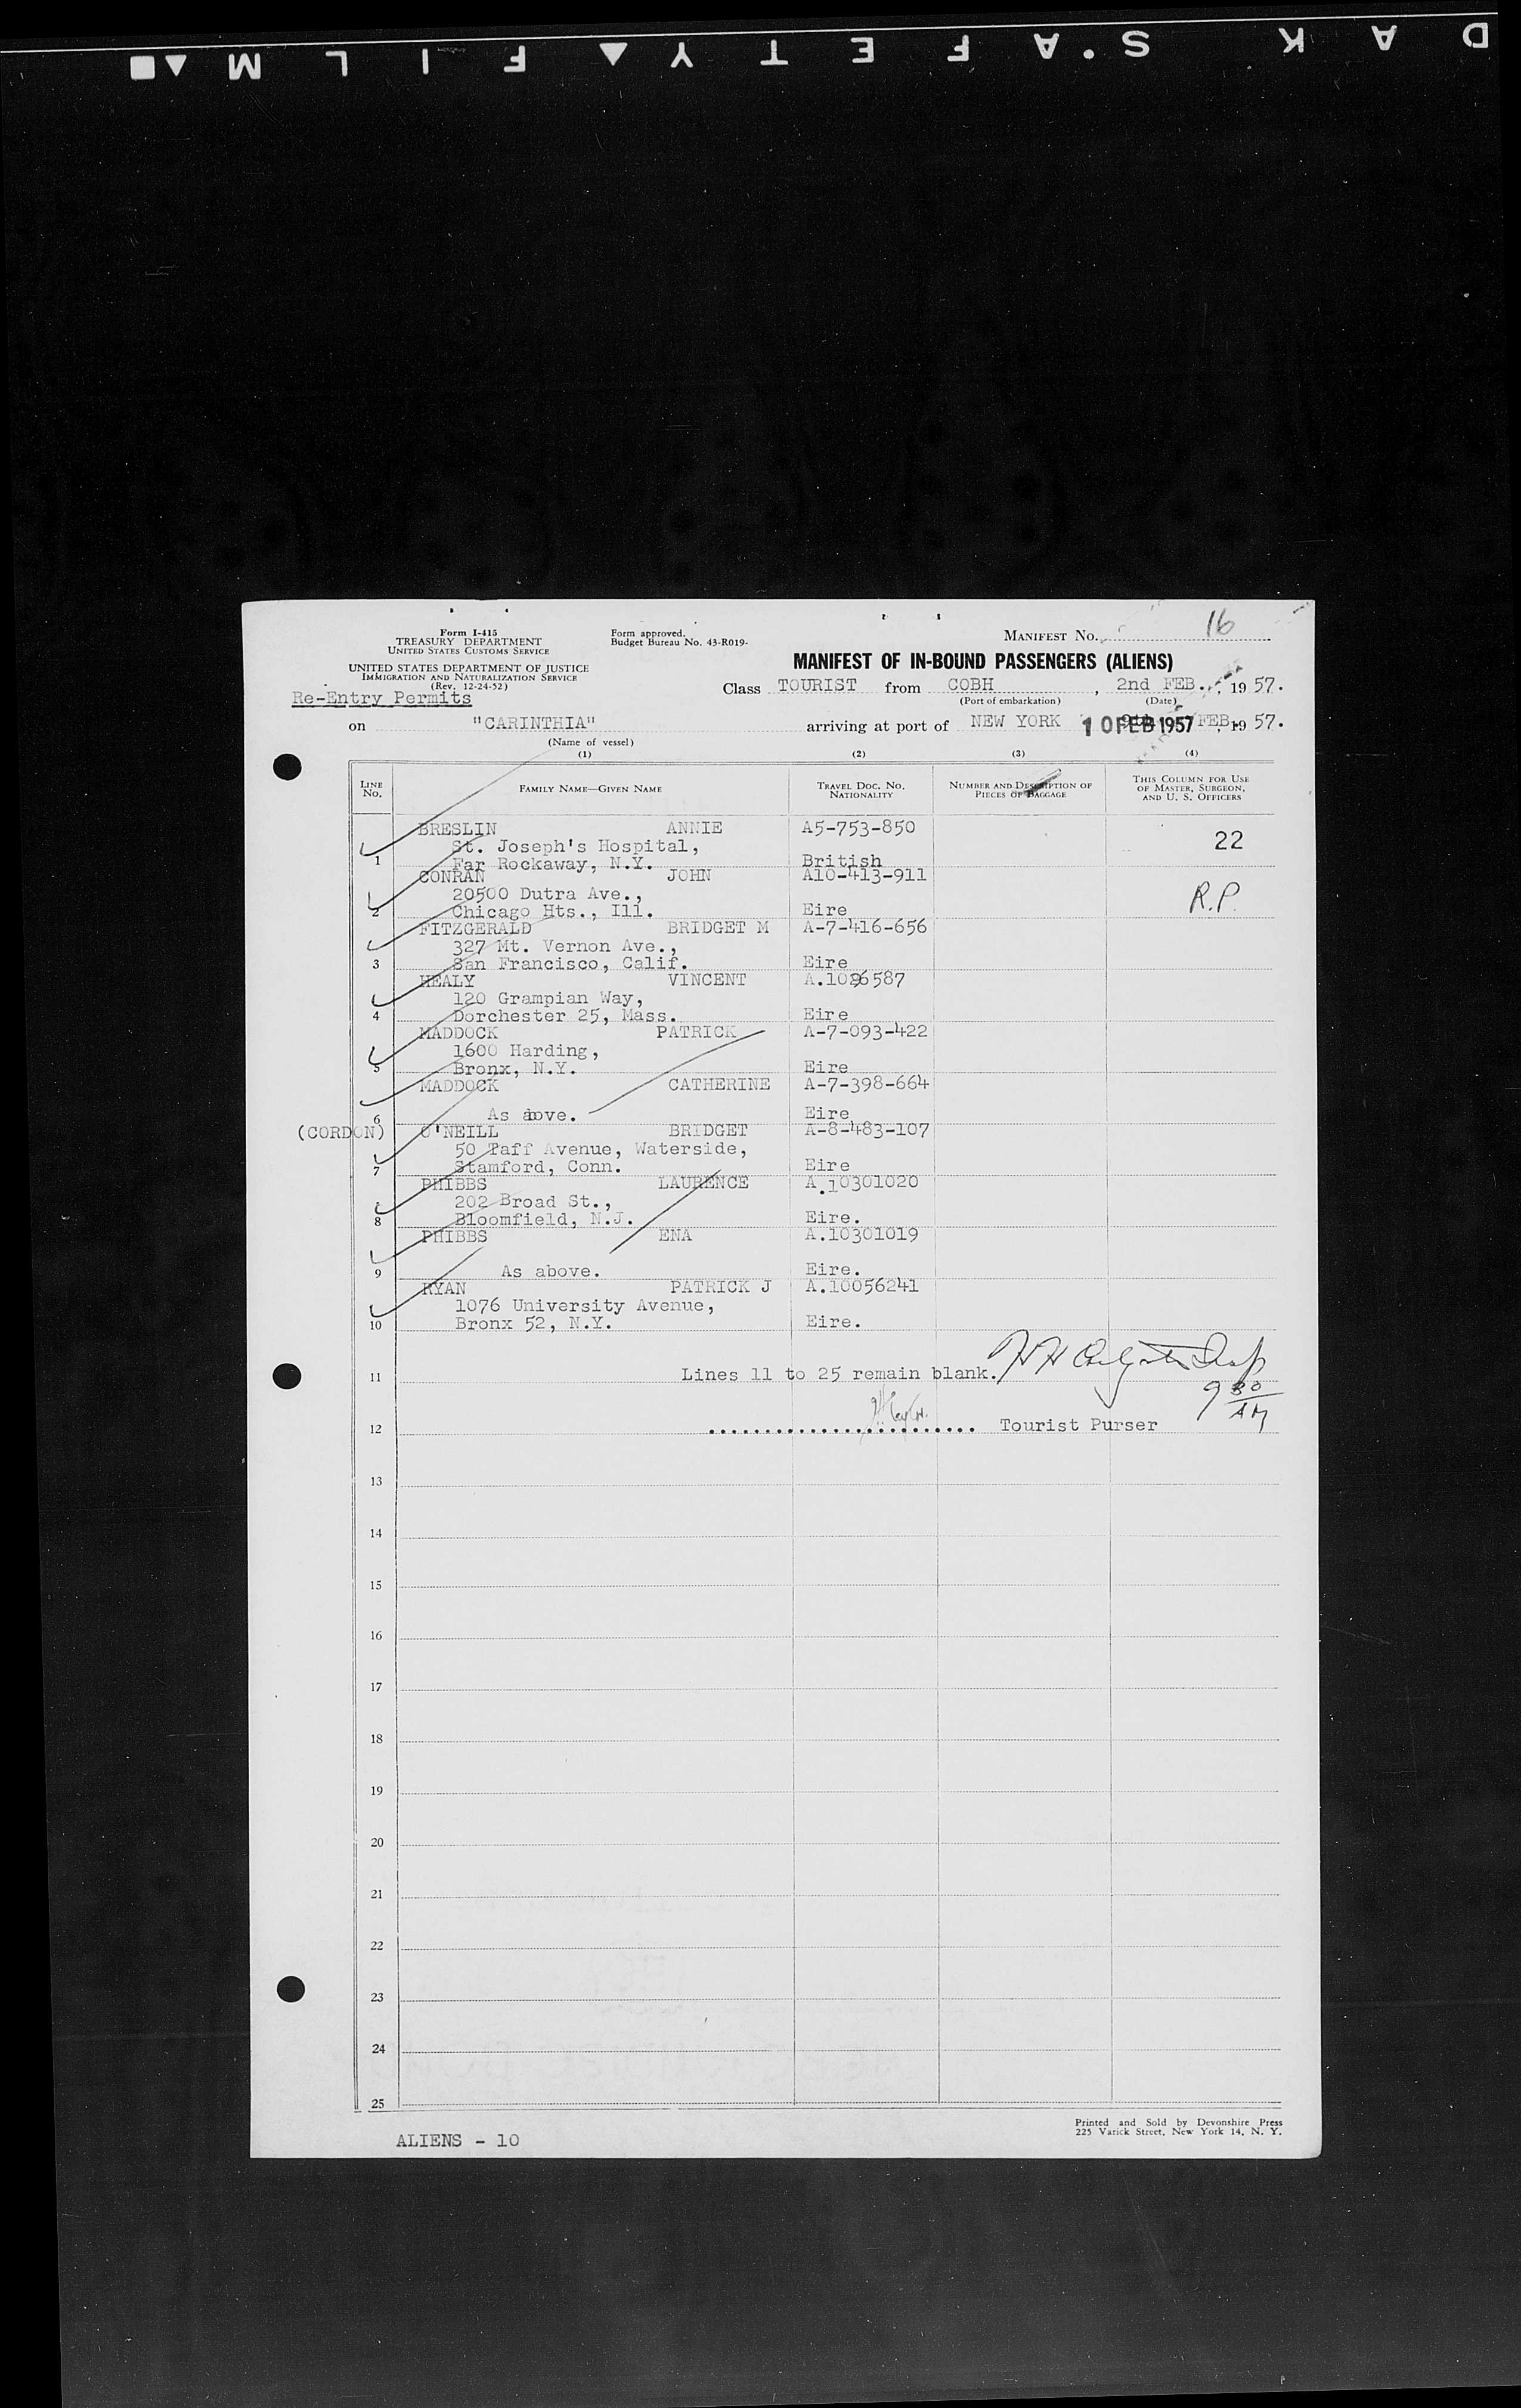 KODAK · SAFETY ▲ FILM
16
Form I-415
TREASURY DEPARTMENT
UNITED STATES CUSTOMS SERVICE
Form approved.
Budget Bureau No. 43-R019-
MANIFEST No.
UNITED STATES DEPARTMENT OF JUSTICE
IMMIGRATION AND NATURALIZATION SERVICE
(Rev. 12-24-52)
MANIFEST OF IN-BOUND PASSENGERS (ALIENS)
Re-Entry Permits
Class TOURIST from COBH , 2nd FEB. , 19 57.
(Port of embarkation) (Date)
on "CARINTHIA" arriving at port of NEW YORK 10 FEB 1957 9th FEB. 19 57.
(Name of vessel)
(1) (2) (3) (4)
LINE No. FAMILY NAME—GIVEN NAME TRAVEL DOC. NO. NATIONALITY NUMBER AND DESCRIPTION OF PIECES OF BAGGAGE THIS COLUMN FOR USE OF MASTER, SURGEON, AND U. S. OFFICERS
BRESLIN ANNIE A5-753-850
St. Joseph's Hospital, 22
1 Far Rockaway, N.Y. British
CONRAN JOHN A10-413-911
20500 Dutra Ave., R.P.
2 Chicago Hts., Ill. Eire
FITZGERALD BRIDGET M A-7-416-656
327 Mt. Vernon Ave.,
3 San Francisco, Calif. Eire
HEALY VINCENT
120 Grampian Way,
4 Dorchester 25, Mass. Eire
MADDOCK PATRICK A-7-093-422
1600 Harding,
5 Bronx, N.Y. Eire
MADDOCK CATHERINE A-7-398-664
6 As above. Eire
(CORDON) O'NEILL BRIDGET A-8-483-107
50 Taff Avenue, Waterside,
7 Stamford, Conn. Eire
PHIBBS LAURENCE A.10301020
202 Broad St.,
8 Bloomfield, N.J. Eire.
PHIBBS ENA A.10301019
9 As above. Eire.
RYAN PATRICK J A.10056241
1076 University Avenue,
10 Bronx 52, N.Y. Eire.
11 Lines 11 to 25 remain blank.
9 30 AM
12 Tourist Purser
13
14
15
16
17
18
19
20
21
22
23
24
25
Printed and Sold by Devonshire Press
225 Varick Street, New York 14, N. Y.
ALIENS - 10